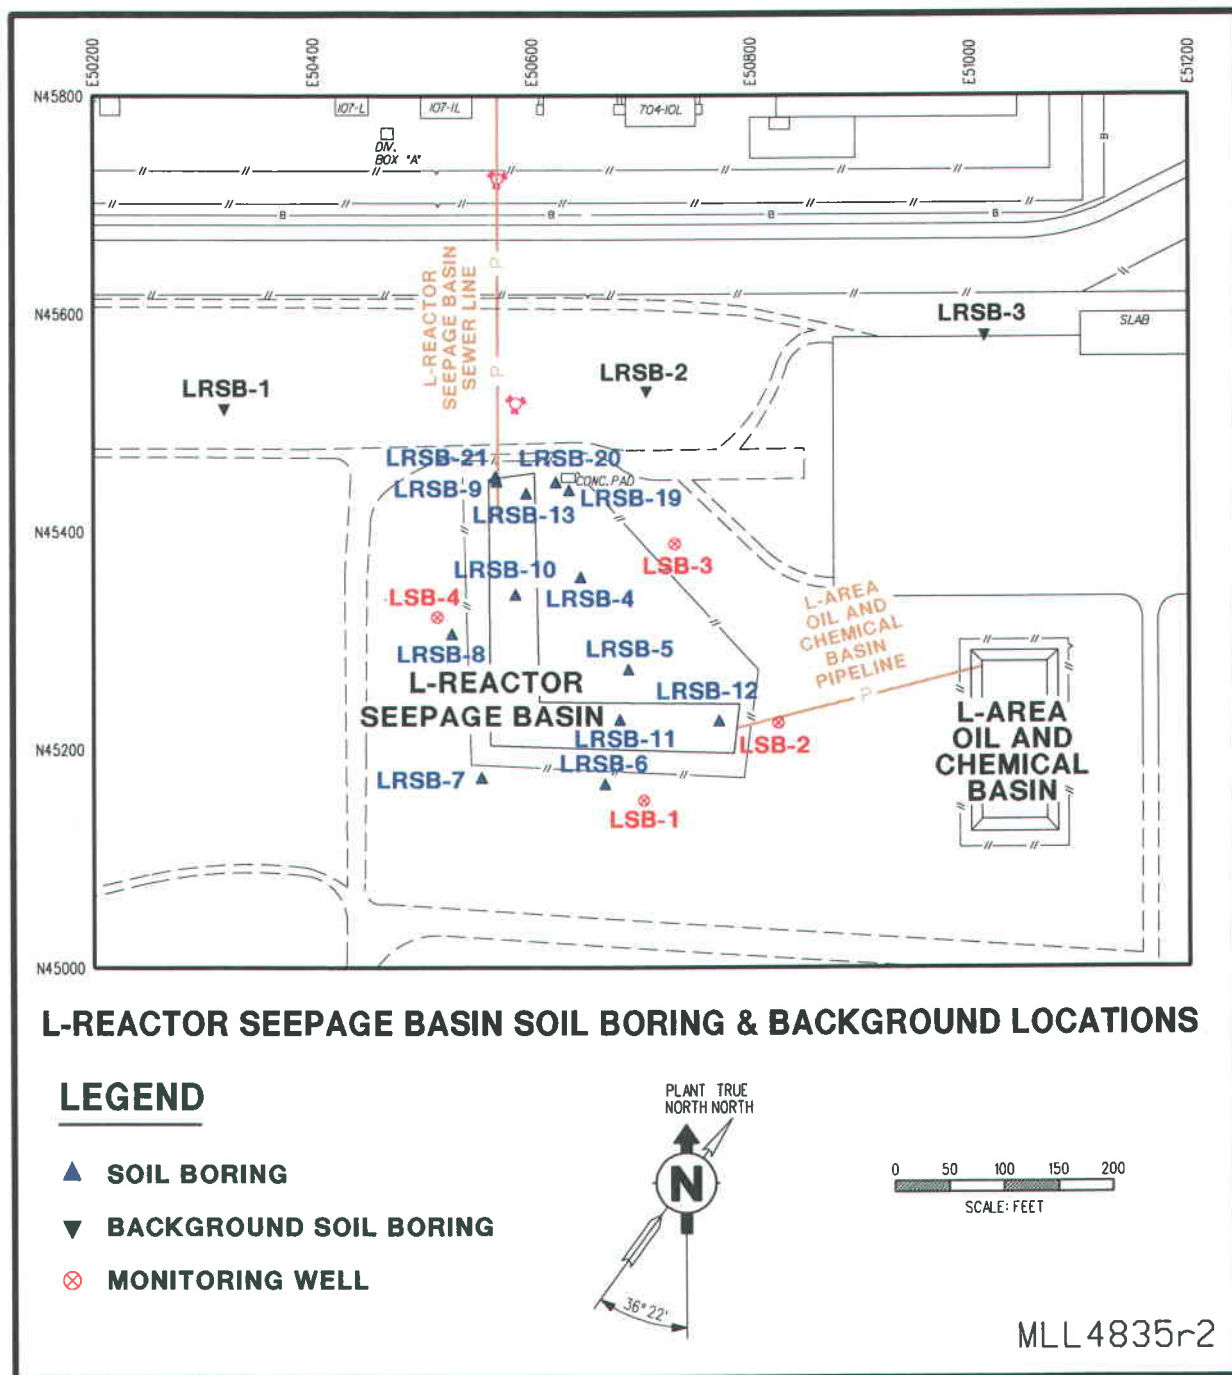 E50200
E50400
E50600
E50800
E51000
E51200
N45800
107-L
107-1L
704-10L
DIV.
BOX "A"
B
B
B
B
B
P
L-REACTOR
SEEPAGE BASIN
SEWER LINE
P
N45600
LRSB-3
SLAB
LRSB-1
LRSB-2
LRSB-21
LRSB-20
LRSB-9
CONC. PAD
LRSB-19
LRSB-13
N45400
LSB-3
LRSB-10
LRSB-4
LSB-4
LRSB-8
LRSB-5
L-AREA
OIL AND
CHEMICAL
BASIN
PIPELINE
P
L-REACTOR
SEEPAGE BASIN
LRSB-12
LRSB-11
LSB-2
L-AREA
OIL AND
CHEMICAL
BASIN
N45200
LRSB-6
LRSB-7
LSB-1
N45000
L-REACTOR SEEPAGE BASIN SOIL BORING & BACKGROUND LOCATIONS
LEGEND
SOIL BORING
BACKGROUND SOIL BORING
MONITORING WELL
PLANT TRUE
NORTH NORTH
N
36°22'
0 50 100 150 200
SCALE: FEET
MLL4835r2